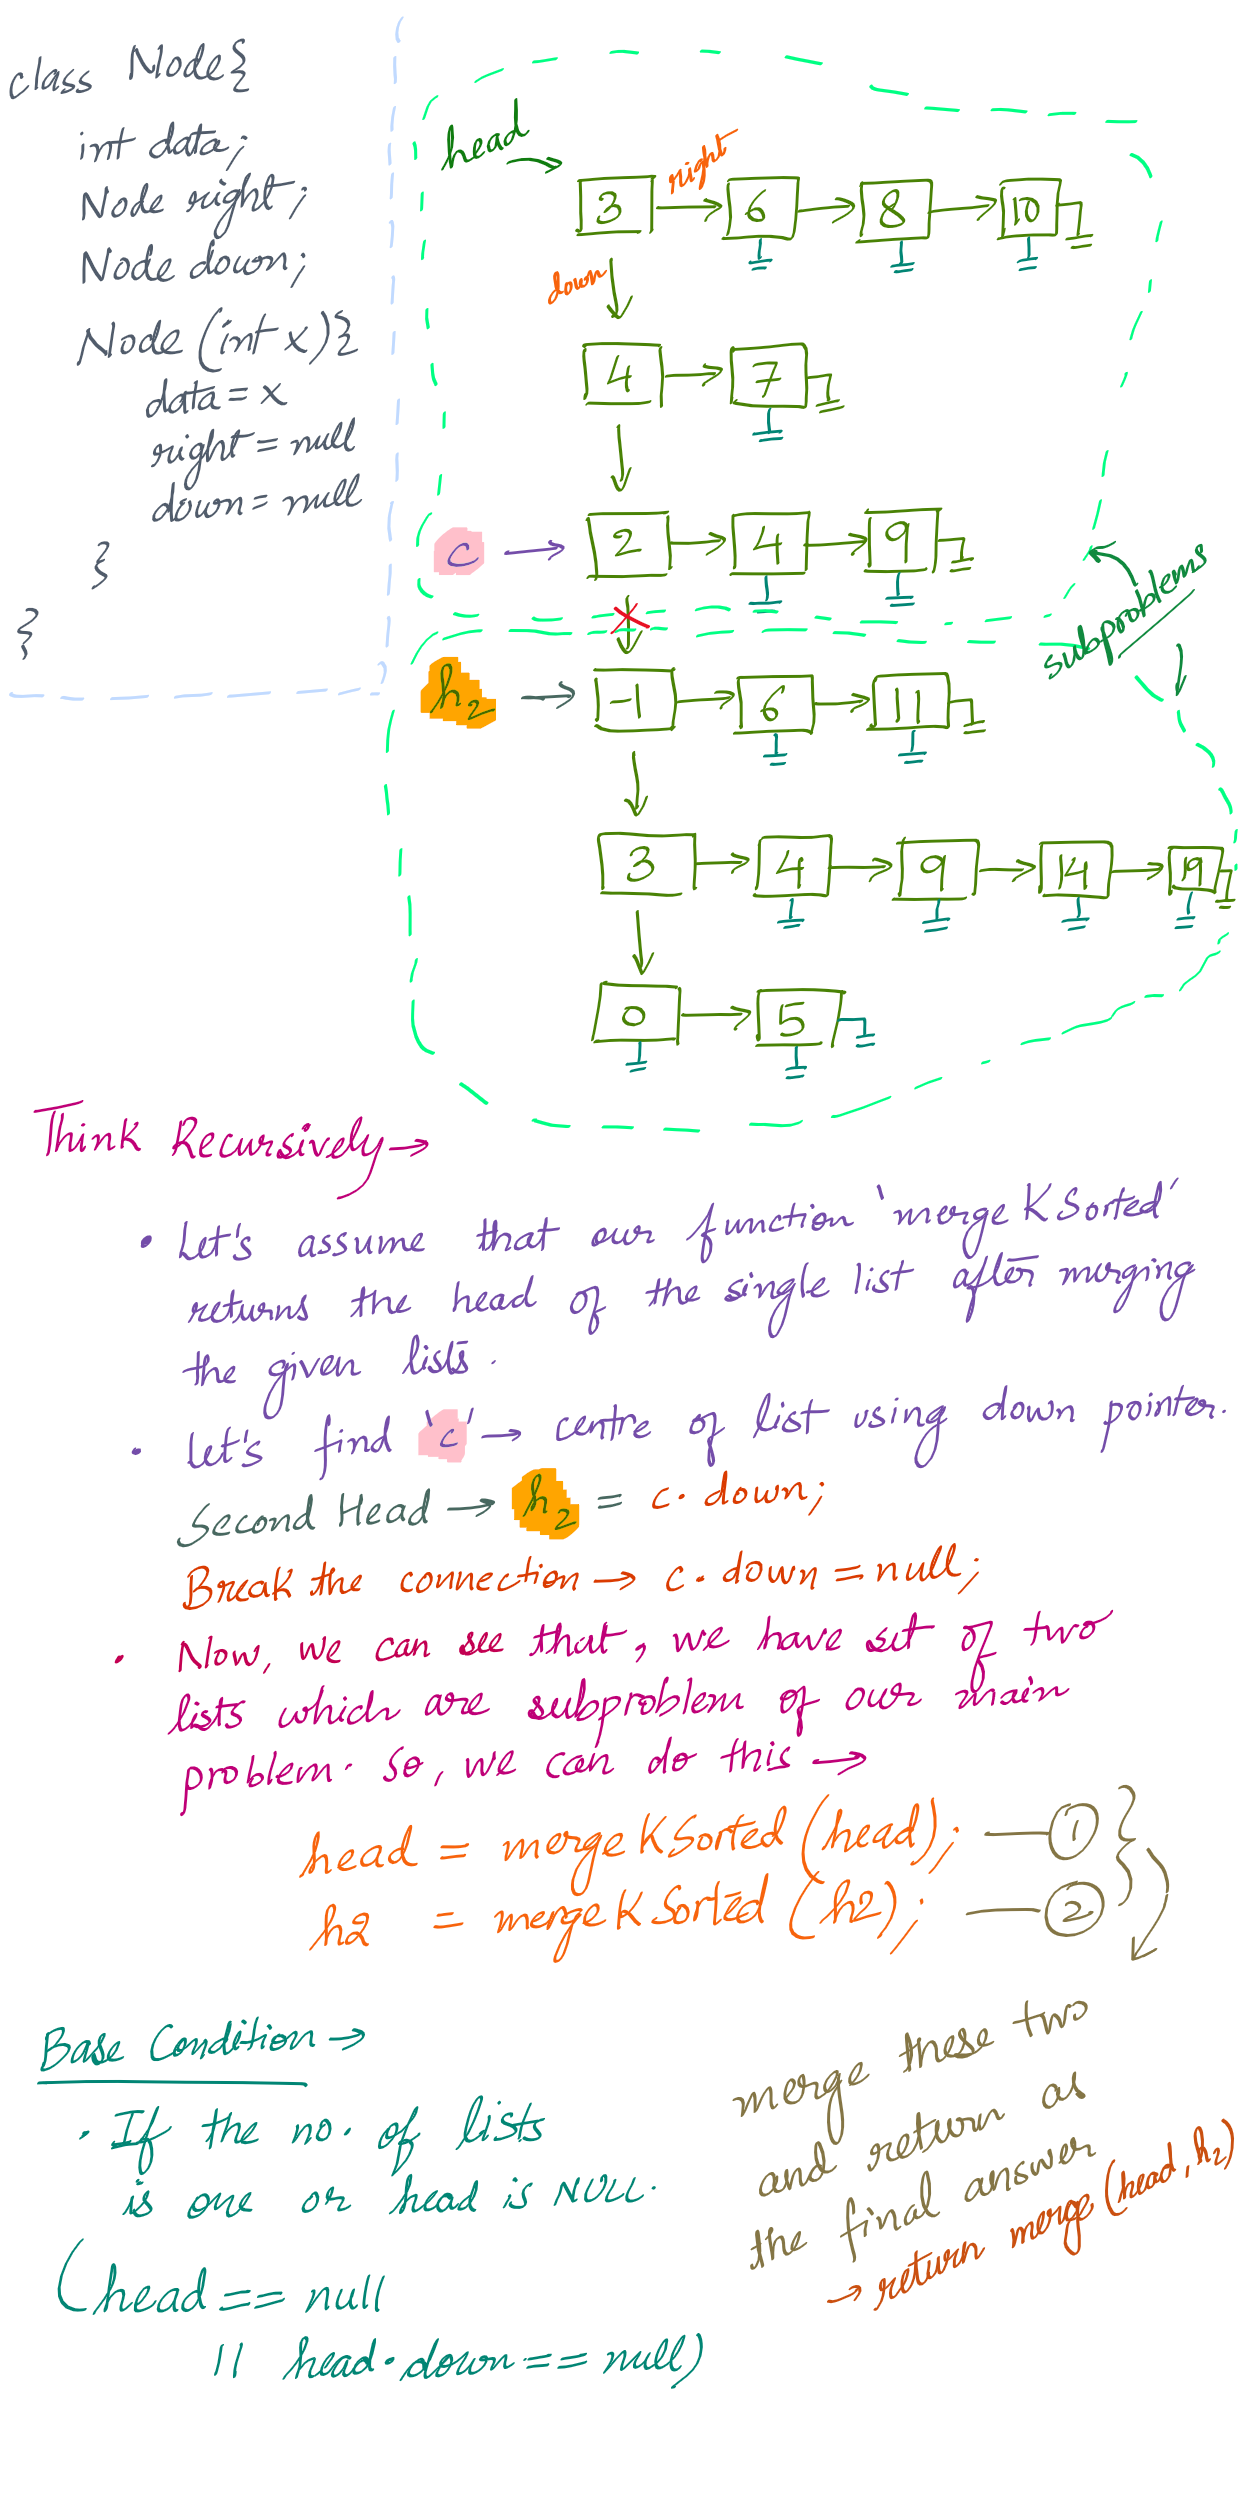 class Node{
int data;
Node right;
Node down;
Node (int x){
data = x
right = null
down = null
}
}
head
right
3 6 8 10
down
4 7
c 2 4 9
subproblems
h2 -1 6 11
3 4 9 14 19
0 5
Think Recursively →
• Let's assume that our function 'merge K Sorted'
returns the head of the single list after merging
the given lists.
• Let's find 'c' → centre of list using down pointer.
Second Head → h2 = c.down;
Break the connection → c.down = null;
• Now, we can see that, we have set of two
lists which are subproblem of our main
problem. So, we can do this →
head = merge K Sorted (head); — 1
h2 = merge K Sorted (h2); — 2
merge these two
and return as
the final answer
→ return merge (head, h2)
Base Condition →
• If the no. of lists
is one or head is NULL.
(head == null
|| head.down == null)